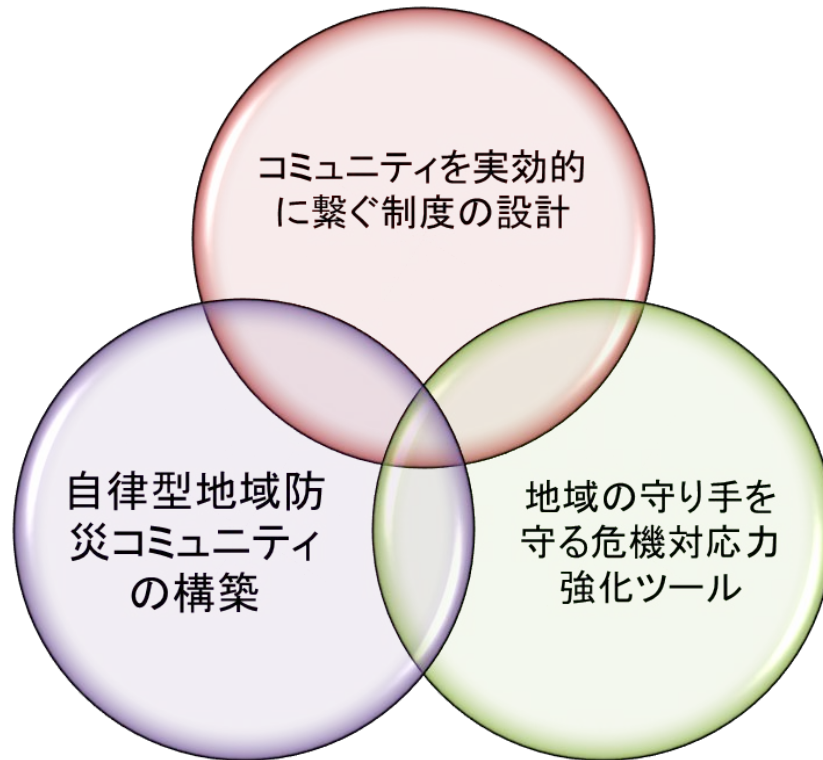 コミュニティを実効的
に繋ぐ制度の設計
自律型地域防
災コミュニティ
の構築
地域の守り手を
守る危機対応力
強化ツール